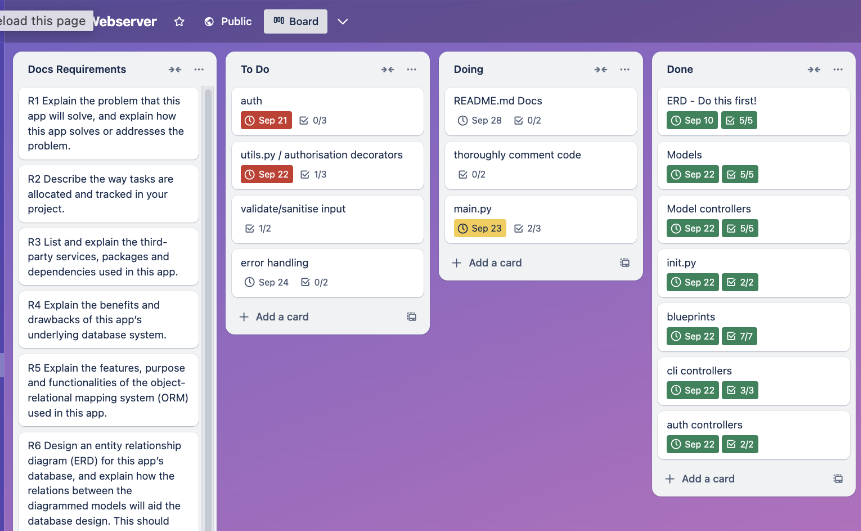 eload this page
Webserver
Public
Board
Docs Requirements
R1 Explain the problem that this
app will solve, and explain how
this app solves or addresses the
problem.
R2 Describe the way tasks are
allocated and tracked in your
project.
R3 List and explain the third-
party services, packages and
dependencies used in this app.
R4 Explain the benefits and
drawbacks of this app's
underlying database system.
R5 Explain the features, purpose
and functionalities of the object-
relational mapping system (ORM)
used in this app.
R6 Design an entity relationship
diagram (ERD) for this app's
database, and explain how the
relations between the
diagrammed models will aid the
database design. This should
To Do
auth
Sep 21 0/3
utils.py / authorisation decorators
Sep 22 1/3
validate/sanitise input
1/2
error handling
Sep 24 0/2
+ Add a card
Doing
README.md Docs
Sep 28 0/2
thoroughly comment code
0/2
main.py
Sep 23 2/3
+ Add a card
Done
ERD - Do this first!
Sep 10 5/5
Models
Sep 22 5/5
Model controllers
Sep 22 5/5
init.py
Sep 22 2/2
blueprints
Sep 22 7/7
cli controllers
Sep 22 3/3
auth controllers
Sep 22 2/2
+ Add a card